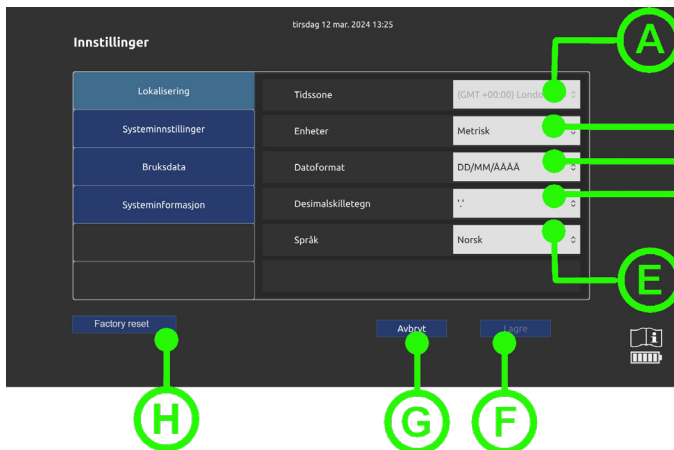 tirsdag 12 mar. 2024 13:25
Innstillinger
A
Lokalisering
Tidssone
(GMT +00:00) Londo
Systeminnstillinger
Enheter
Metrisk
Bruksdata
Datoformat
DD/MM/ÅÅÅÅ
Systeminformasjon
Desimalskilletegn
'.'
Språk
Norsk
E
Factory reset
Avbryt
Lagre
H
G
F